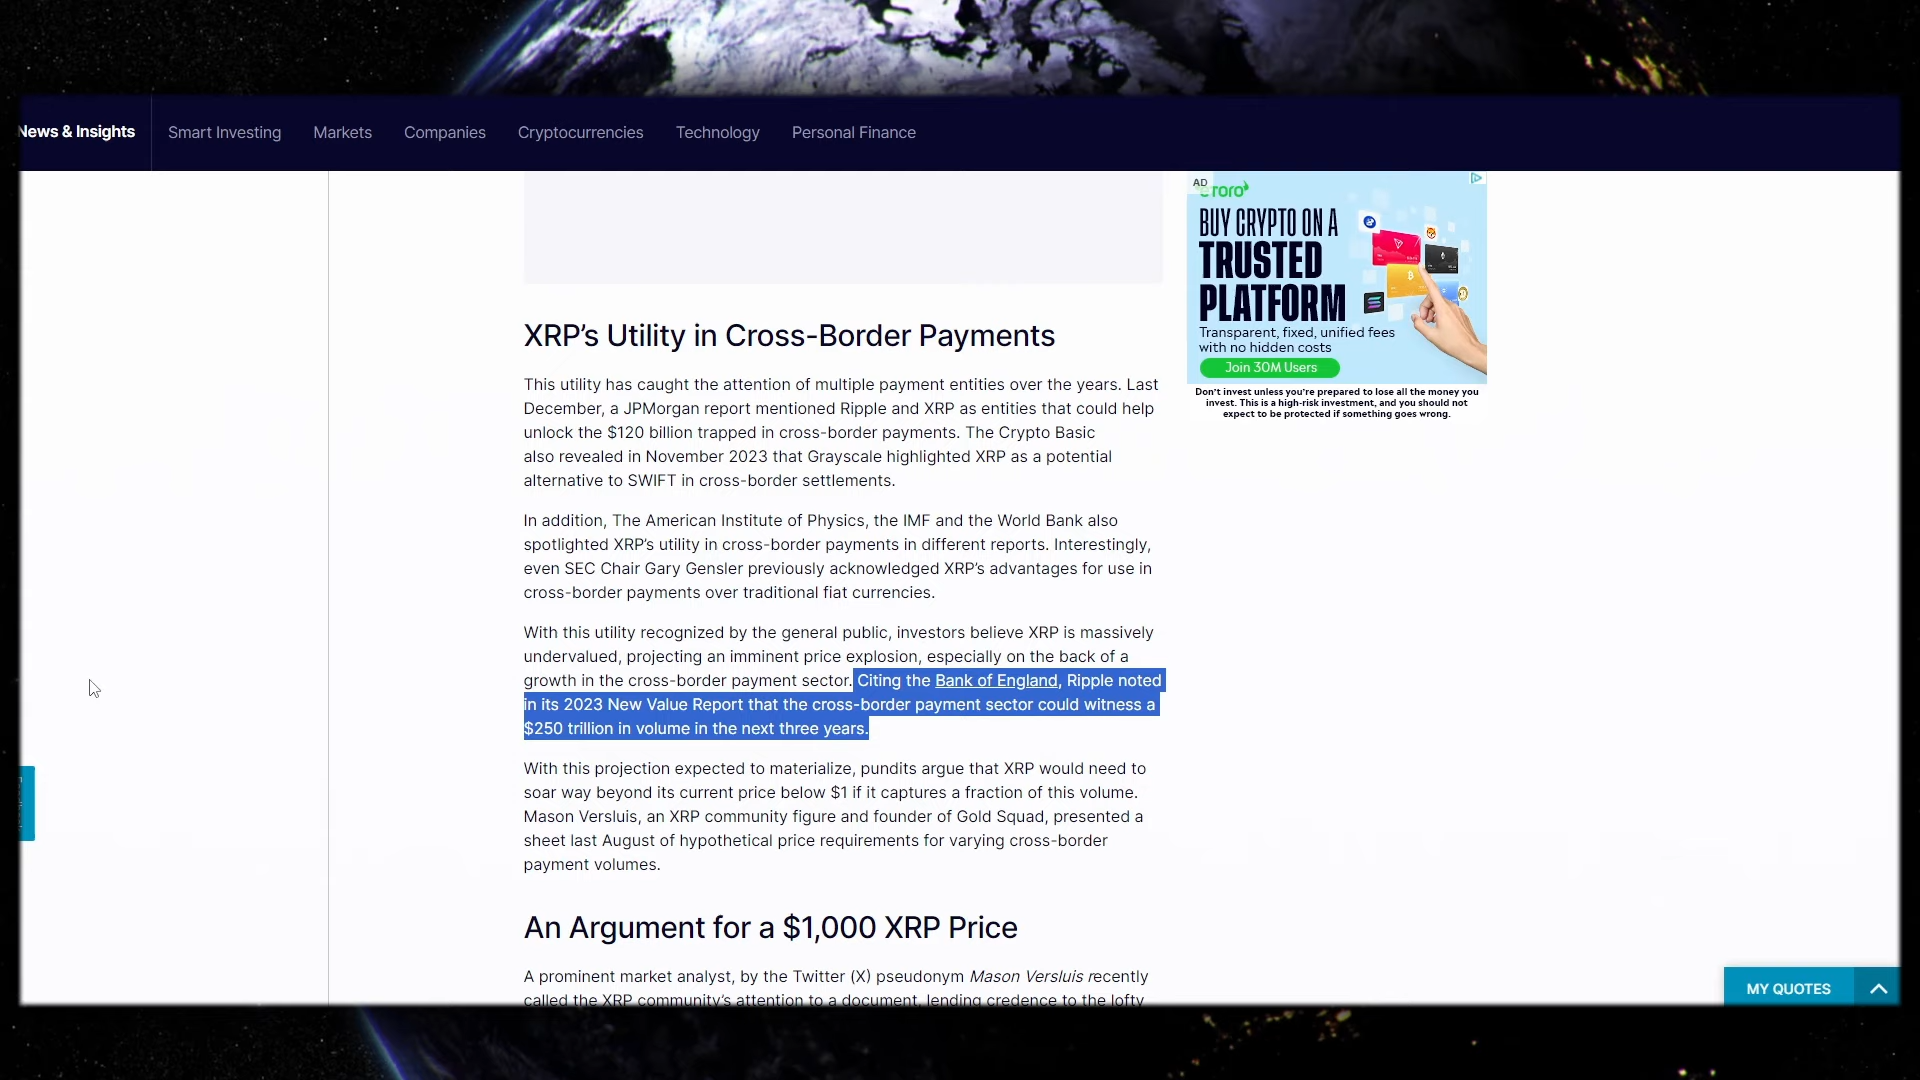 News & Insights
Smart Investing
Markets
Companies
Cryptocurrencies
Technology
Personal Finance
AD
eToro
BUY CRYPTO ON A
TRUSTED
PLATFORM
Transparent, fixed, unified fees
with no hidden costs
Join 30M Users
Don't invest unless you're prepared to lose all the money you
invest. This is a high-risk investment, and you should not
expect to be protected if something goes wrong.
XRP's Utility in Cross-Border Payments
This utility has caught the attention of multiple payment entities over the years. Last
December, a JPMorgan report mentioned Ripple and XRP as entities that could help
unlock the $120 billion trapped in cross-border payments. The Crypto Basic
also revealed in November 2023 that Grayscale highlighted XRP as a potential
alternative to SWIFT in cross-border settlements.
In addition, The American Institute of Physics, the IMF and the World Bank also
spotlighted XRP's utility in cross-border payments in different reports. Interestingly,
even SEC Chair Gary Gensler previously acknowledged XRP's advantages for use in
cross-border payments over traditional fiat currencies.
With this utility recognized by the general public, investors believe XRP is massively
undervalued, projecting an imminent price explosion, especially on the back of a
growth in the cross-border payment sector. Citing the Bank of England, Ripple noted
in its 2023 New Value Report that the cross-border payment sector could witness a
$250 trillion in volume in the next three years.
With this projection expected to materialize, pundits argue that XRP would need to
soar way beyond its current price below $1 if it captures a fraction of this volume.
Mason Versluis, an XRP community figure and founder of Gold Squad, presented a
sheet last August of hypothetical price requirements for varying cross-border
payment volumes.
An Argument for a $1,000 XRP Price
A prominent market analyst, by the Twitter (X) pseudonym Mason Versluis recently
called the XRP community's attention to a document, lending credence to the lofty
MY QUOTES